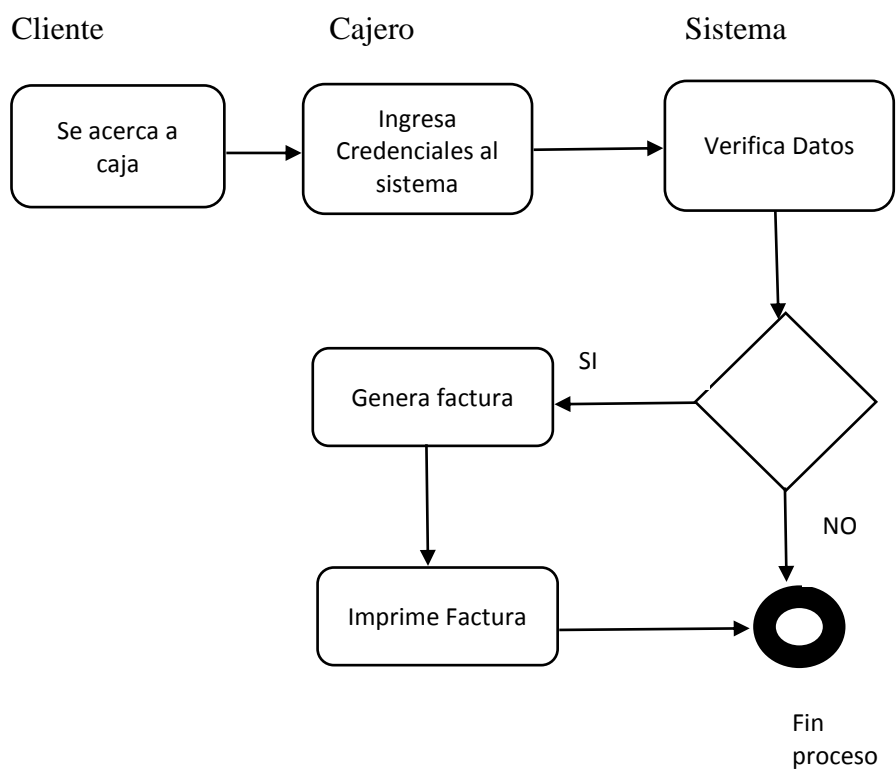 Cliente
Cajero
Sistema
Se acerca a
caja
Ingresa
Credenciales al
sistema
Verifica Datos
SI
Genera factura
NO
Imprime Factura
Fin
proceso